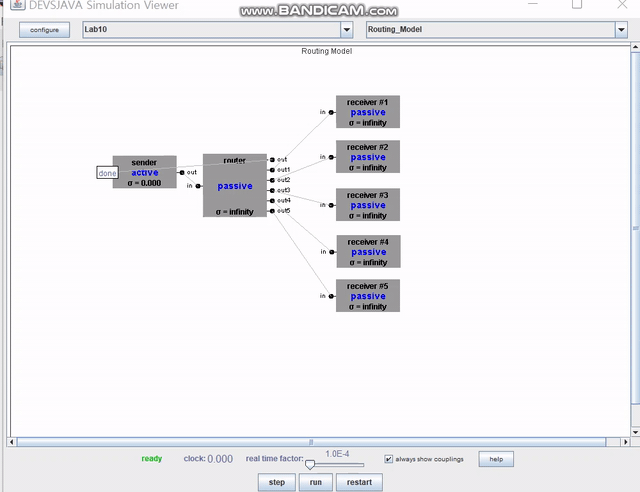 DEVSJAVA Simulation Viewer
www.BANDICAM.com
configure
Lab10
Routing_Model
Routing Model
receiver #1
in
passive
σ = infinity
receiver #2
in
passive
σ = infinity
sender
active
σ = 0.000
done
out
router
in
passive
σ = infinity
out
out1
out2
out3
out4
out5
receiver #3
in
passive
σ = infinity
receiver #4
in
passive
σ = infinity
receiver #5
in
passive
σ = infinity
ready
clock: 0.000
real time factor:
1.0E-4
always show couplings
help
step
run
restart